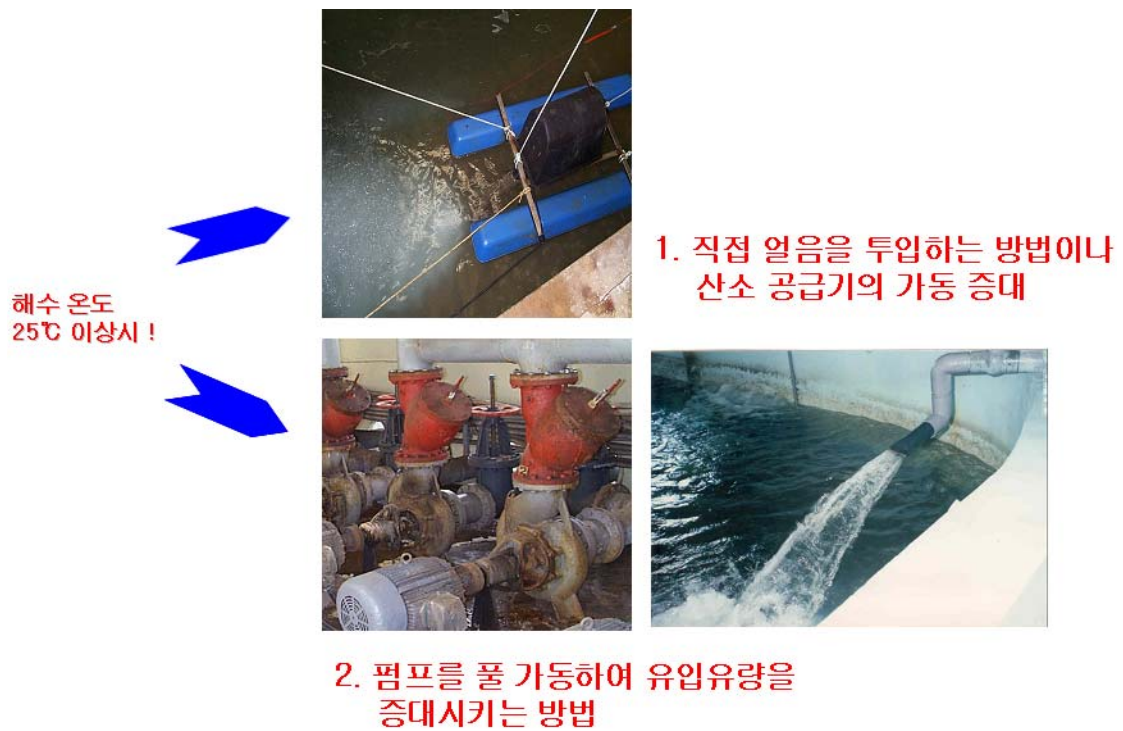 1. 직접 얼음을 투입하는 방법이나
산소 공급기의 가동 증대
해수 온도
25℃ 이상시 !
2. 펌프를 풀 가동하여 유입유량을
증대시키는 방법